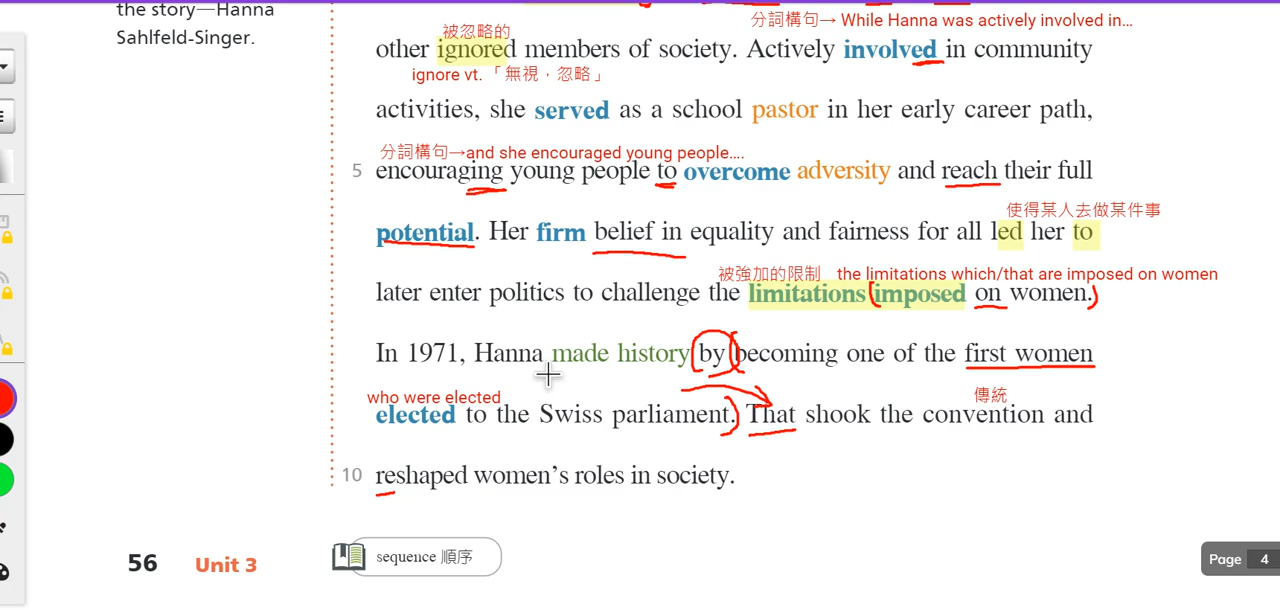 the story—Hanna
Sahlfeld-Singer.
分詞構句→ While Hanna was actively involved in...
被忽略的
other ignored members of society. Actively involved in community
ignore vt. 「無視，忽略」
activities, she served as a school pastor in her early career path,
分詞構句→and she encouraged young people....
5 encouraging young people to overcome adversity and reach their full
使得某人去做某件事
potential. Her firm belief in equality and fairness for all led her to
被強加的限制 the limitations which/that are imposed on women
later enter politics to challenge the limitations imposed on women.
In 1971, Hanna made history by becoming one of the first women
who were elected 傳統
elected to the Swiss parliament. That shook the convention and
10 reshaped women's roles in society.
56 Unit 3 sequence 順序
Page 4